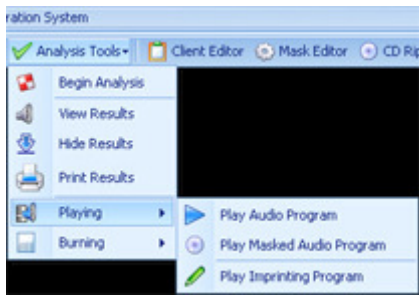 ration System
Analysis Tools Client Editor Mask Editor CD Rip
Begin Analysis
View Results
Hide Results
Print Results
Playing Play Audio Program
Burning Play Masked Audio Program
Play Imprinting Program